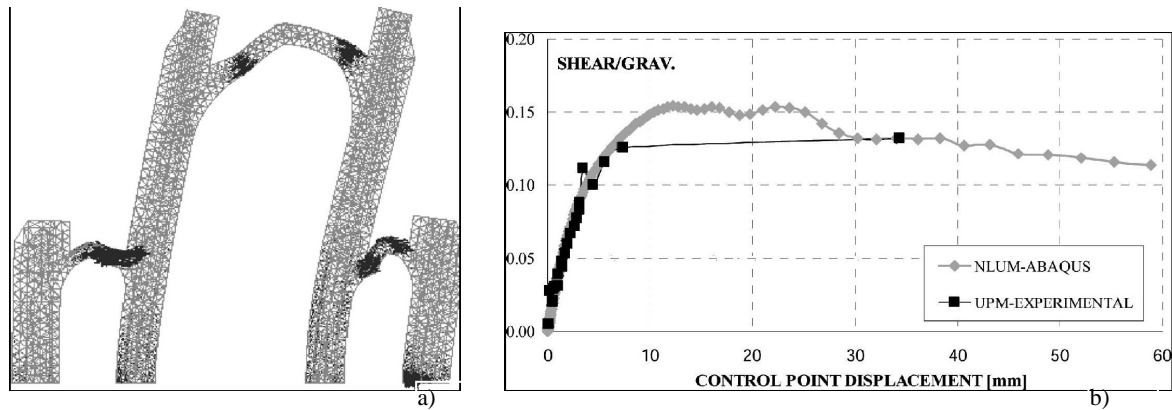 a)
0.20
SHEAR/GRAV.
0.15
0.10
0.05
0.00
NLUM-ABAQUS
UPM-EXPERIMENTAL
0 10 20 30 40 50 60
CONTROL POINT DISPLACEMENT [mm]
b)